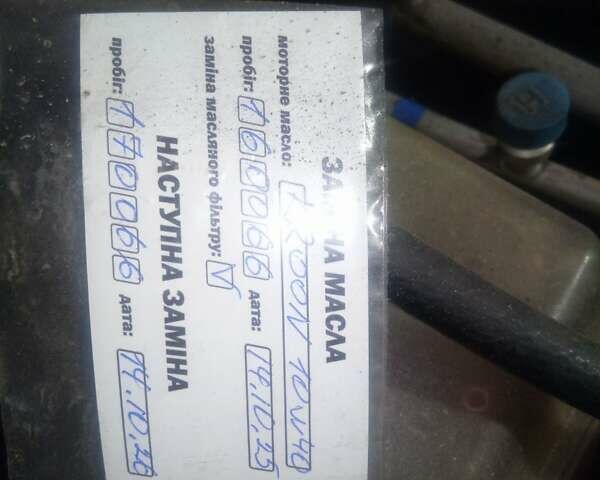 ЗАМІНА МАСЛА
моторне масло: 10W40
пробіг: 160066 дата: 14.10.25
заміна масляного фільтру: V
НАСТУПНА ЗАМІНА
пробіг: 170066 дата: 14.10.26
H